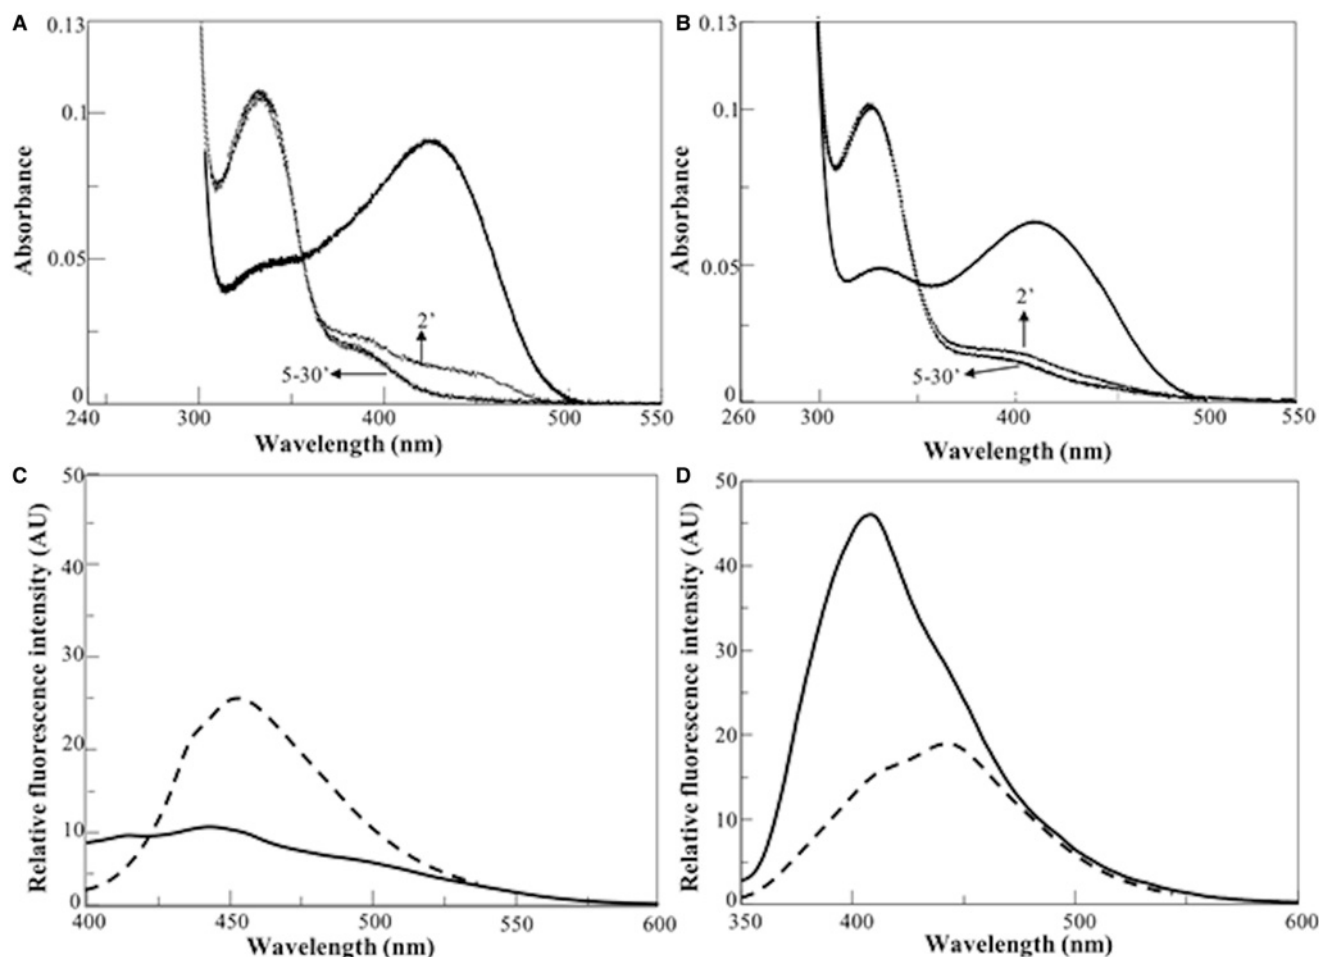 A
0.13
0.1
0.05
0
Absorbance
2'
5-30'
240 300 400 500 550
Wavelength (nm)
B
0.13
0.1
0.05
0
Absorbance
2'
5-30'
260 300 400 500 550
Wavelength (nm)
C
50
40
30
20
10
0
Relative fluorescence intensity (AU)
400 450 500 550 600
Wavelength (nm)
D
50
40
30
20
10
0
Relative fluorescence intensity (AU)
350 400 500 600
Wavelength (nm)